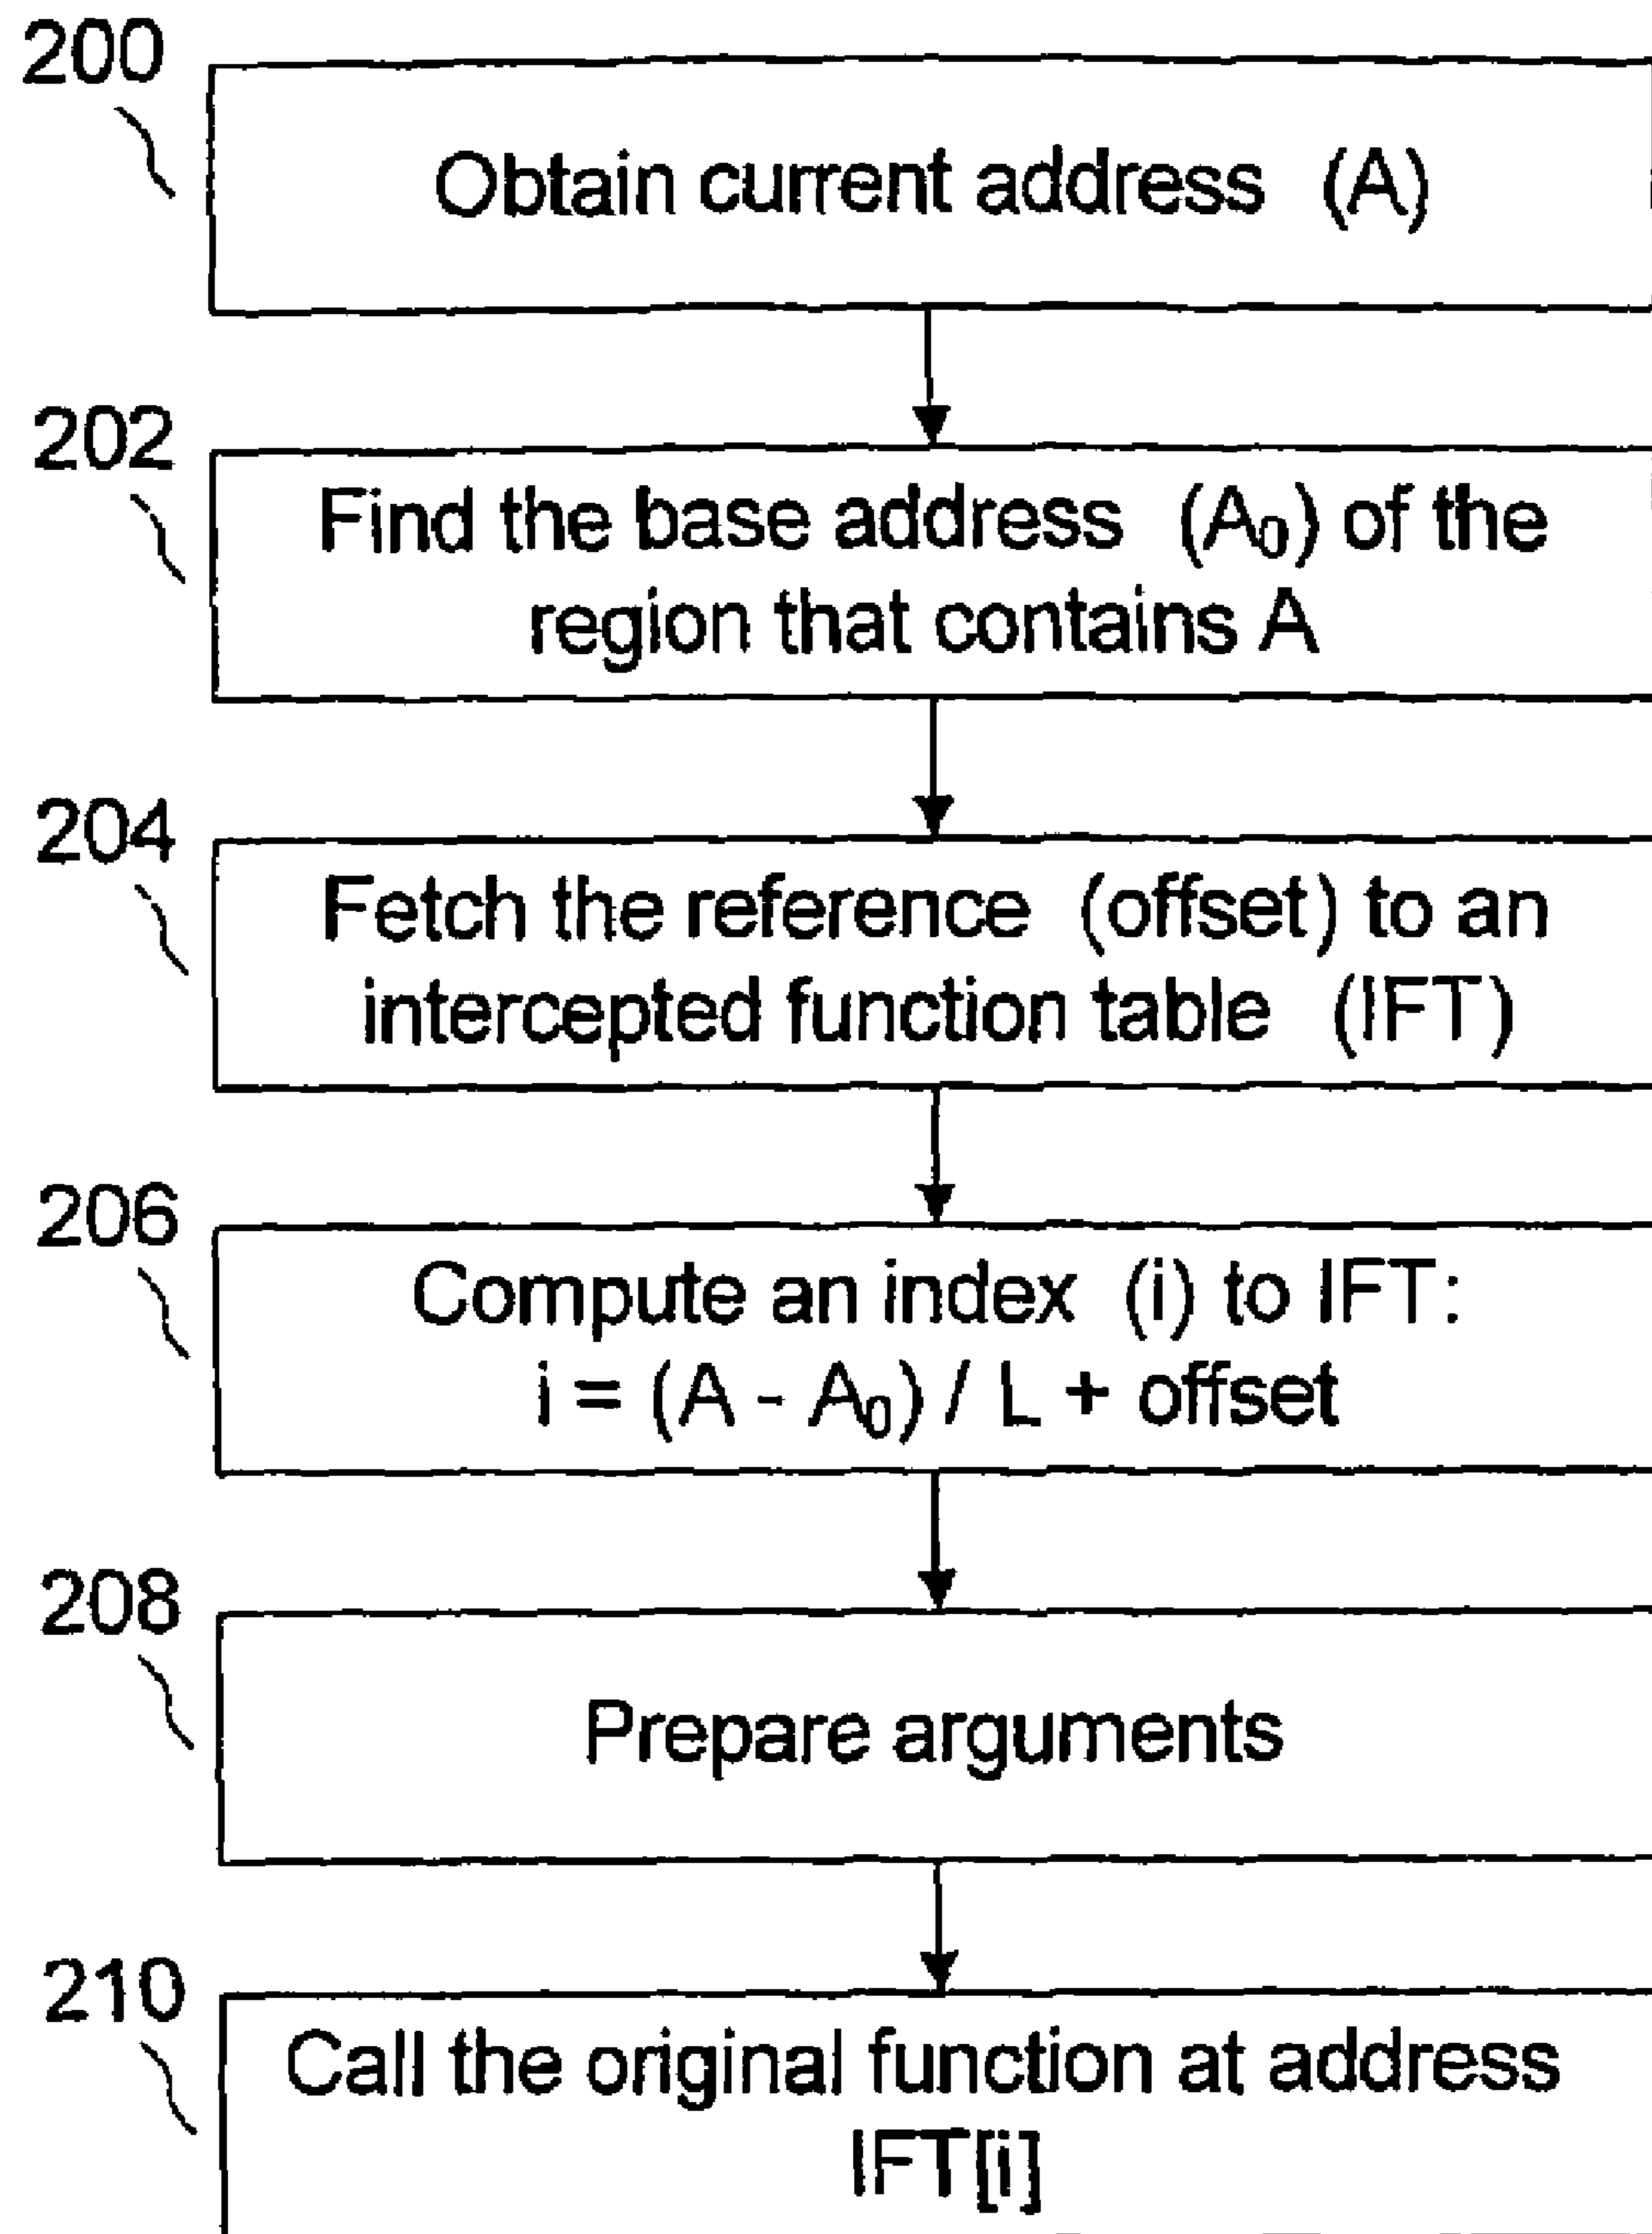 200
Obtain current address (A)
202
Find the base address (A₀) of the
region that contains A
204
Fetch the reference (offset) to an
intercepted function table (IFT)
206
Compute an index (i) to IFT:
i = (A - A₀) / L + offset
208
Prepare arguments
210
Call the original function at address
IFT[i]